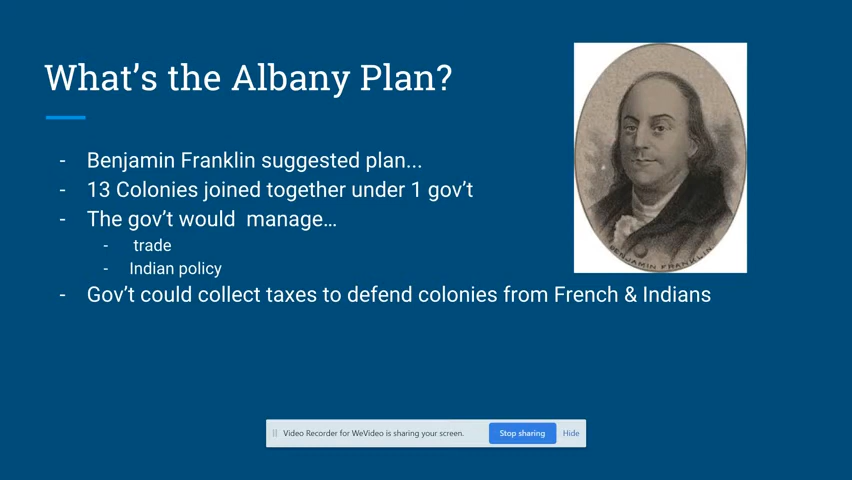 What's the Albany Plan?
- Benjamin Franklin suggested plan...
- 13 Colonies joined together under 1 gov't
- The gov't would  manage…
- trade
- Indian policy
- Gov't could collect taxes to defend colonies from French & Indians
BENJAMIN FRANKLIN
Video Recorder for WeVideo is sharing your screen. Stop sharing Hide